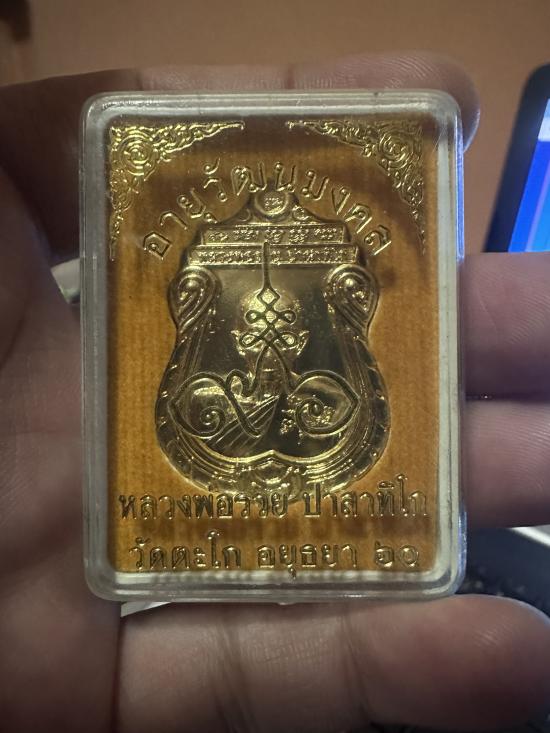 อายุวัฒนมงคล
หลวงพ่อรวย ปาสาทิโก
วัดตะโก อยุธยา ๖๐